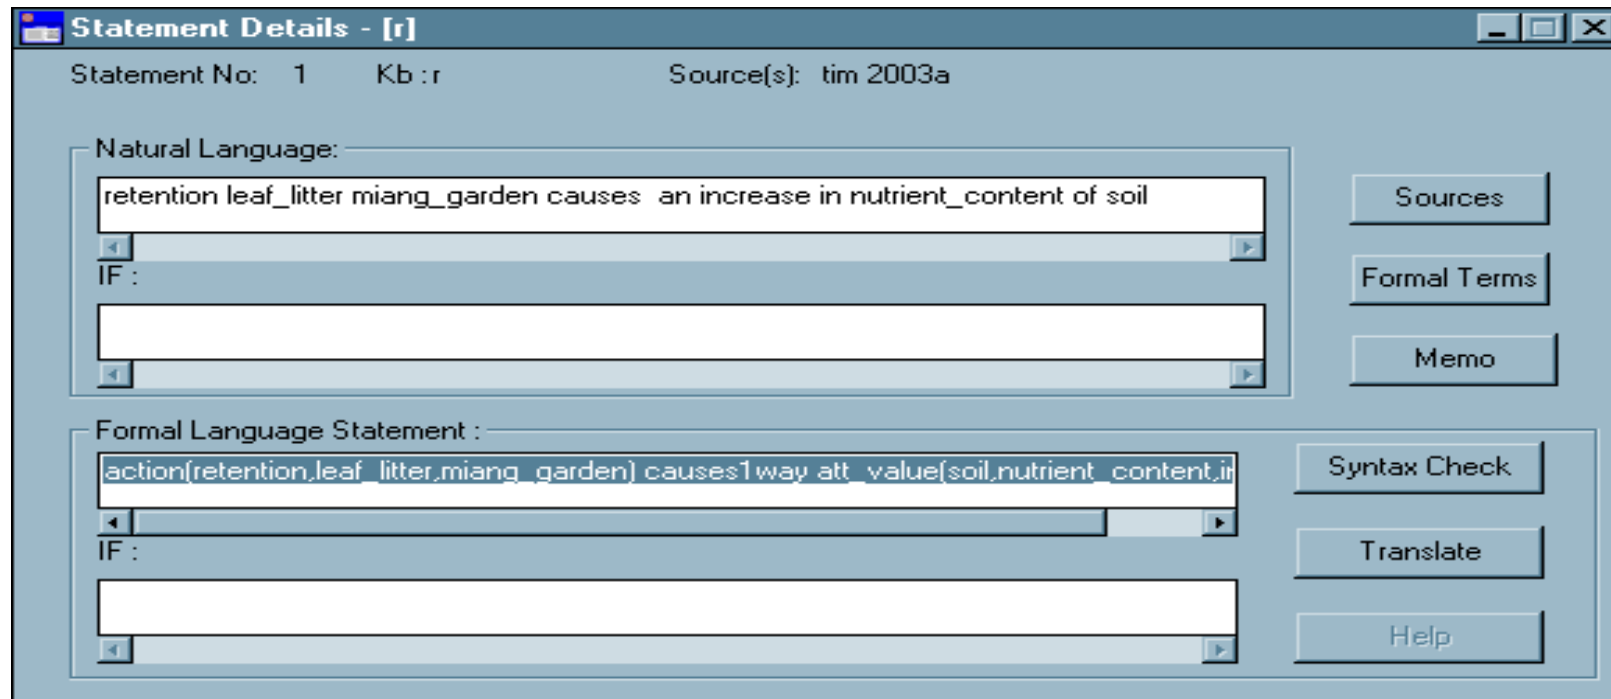 Statement Details - [r]
Statement No: 1 Kb :r Source(s): tim 2003a
Natural Language:
retention leaf_litter miang_garden causes  an increase in nutrient_content of soil
Sources
IF :
Formal Terms
Memo
Formal Language Statement :
action(retention,leaf_litter,miang_garden) causes1way att_value(soil,nutrient_content,in
Syntax Check
IF :
Translate
Help